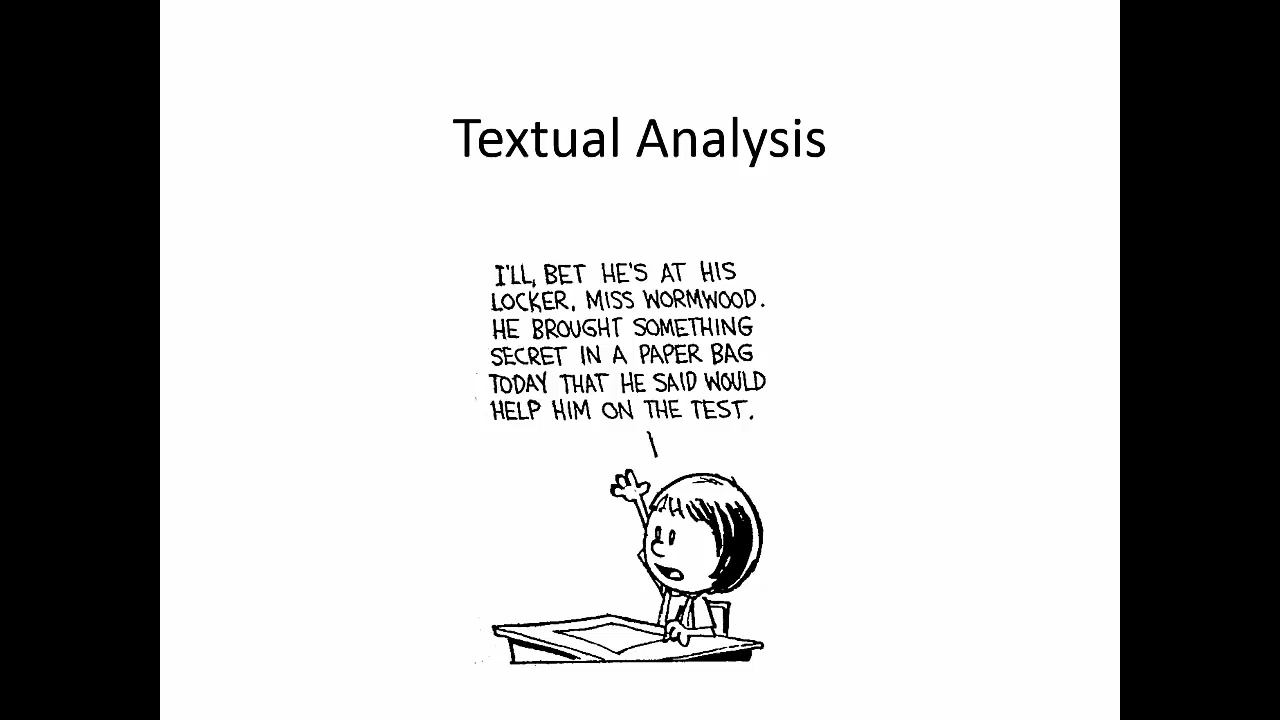 Textual Analysis
I'LL, BET HE'S AT HIS
LOCKER, MISS WORMWOOD.
HE BROUGHT SOMETHING
SECRET IN A PAPER BAG
TODAY THAT HE SAID WOULD
HELP HIM ON THE TEST.